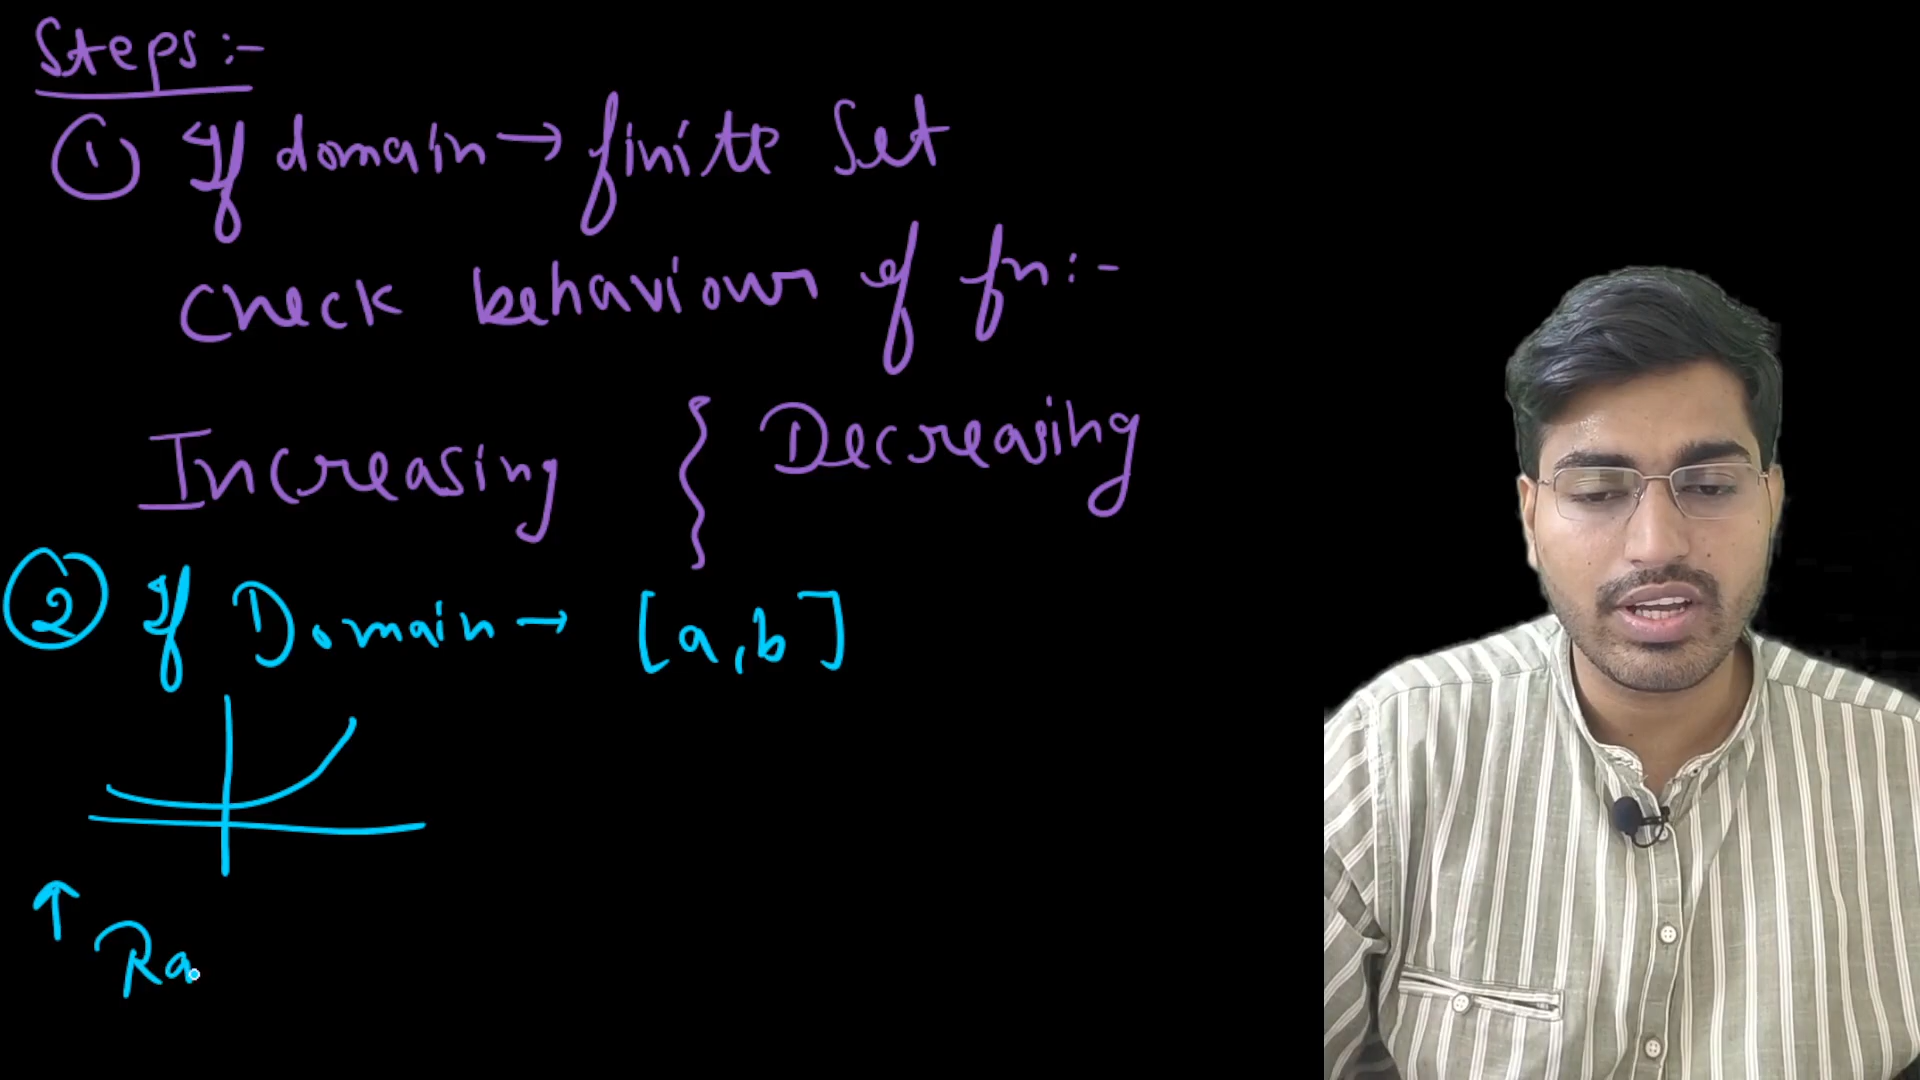 Steps :-
① If domain → finite Set
Check behaviour of fn :-
Increasing } Decreasing
② If Domain → [a,b]
↑ Ra